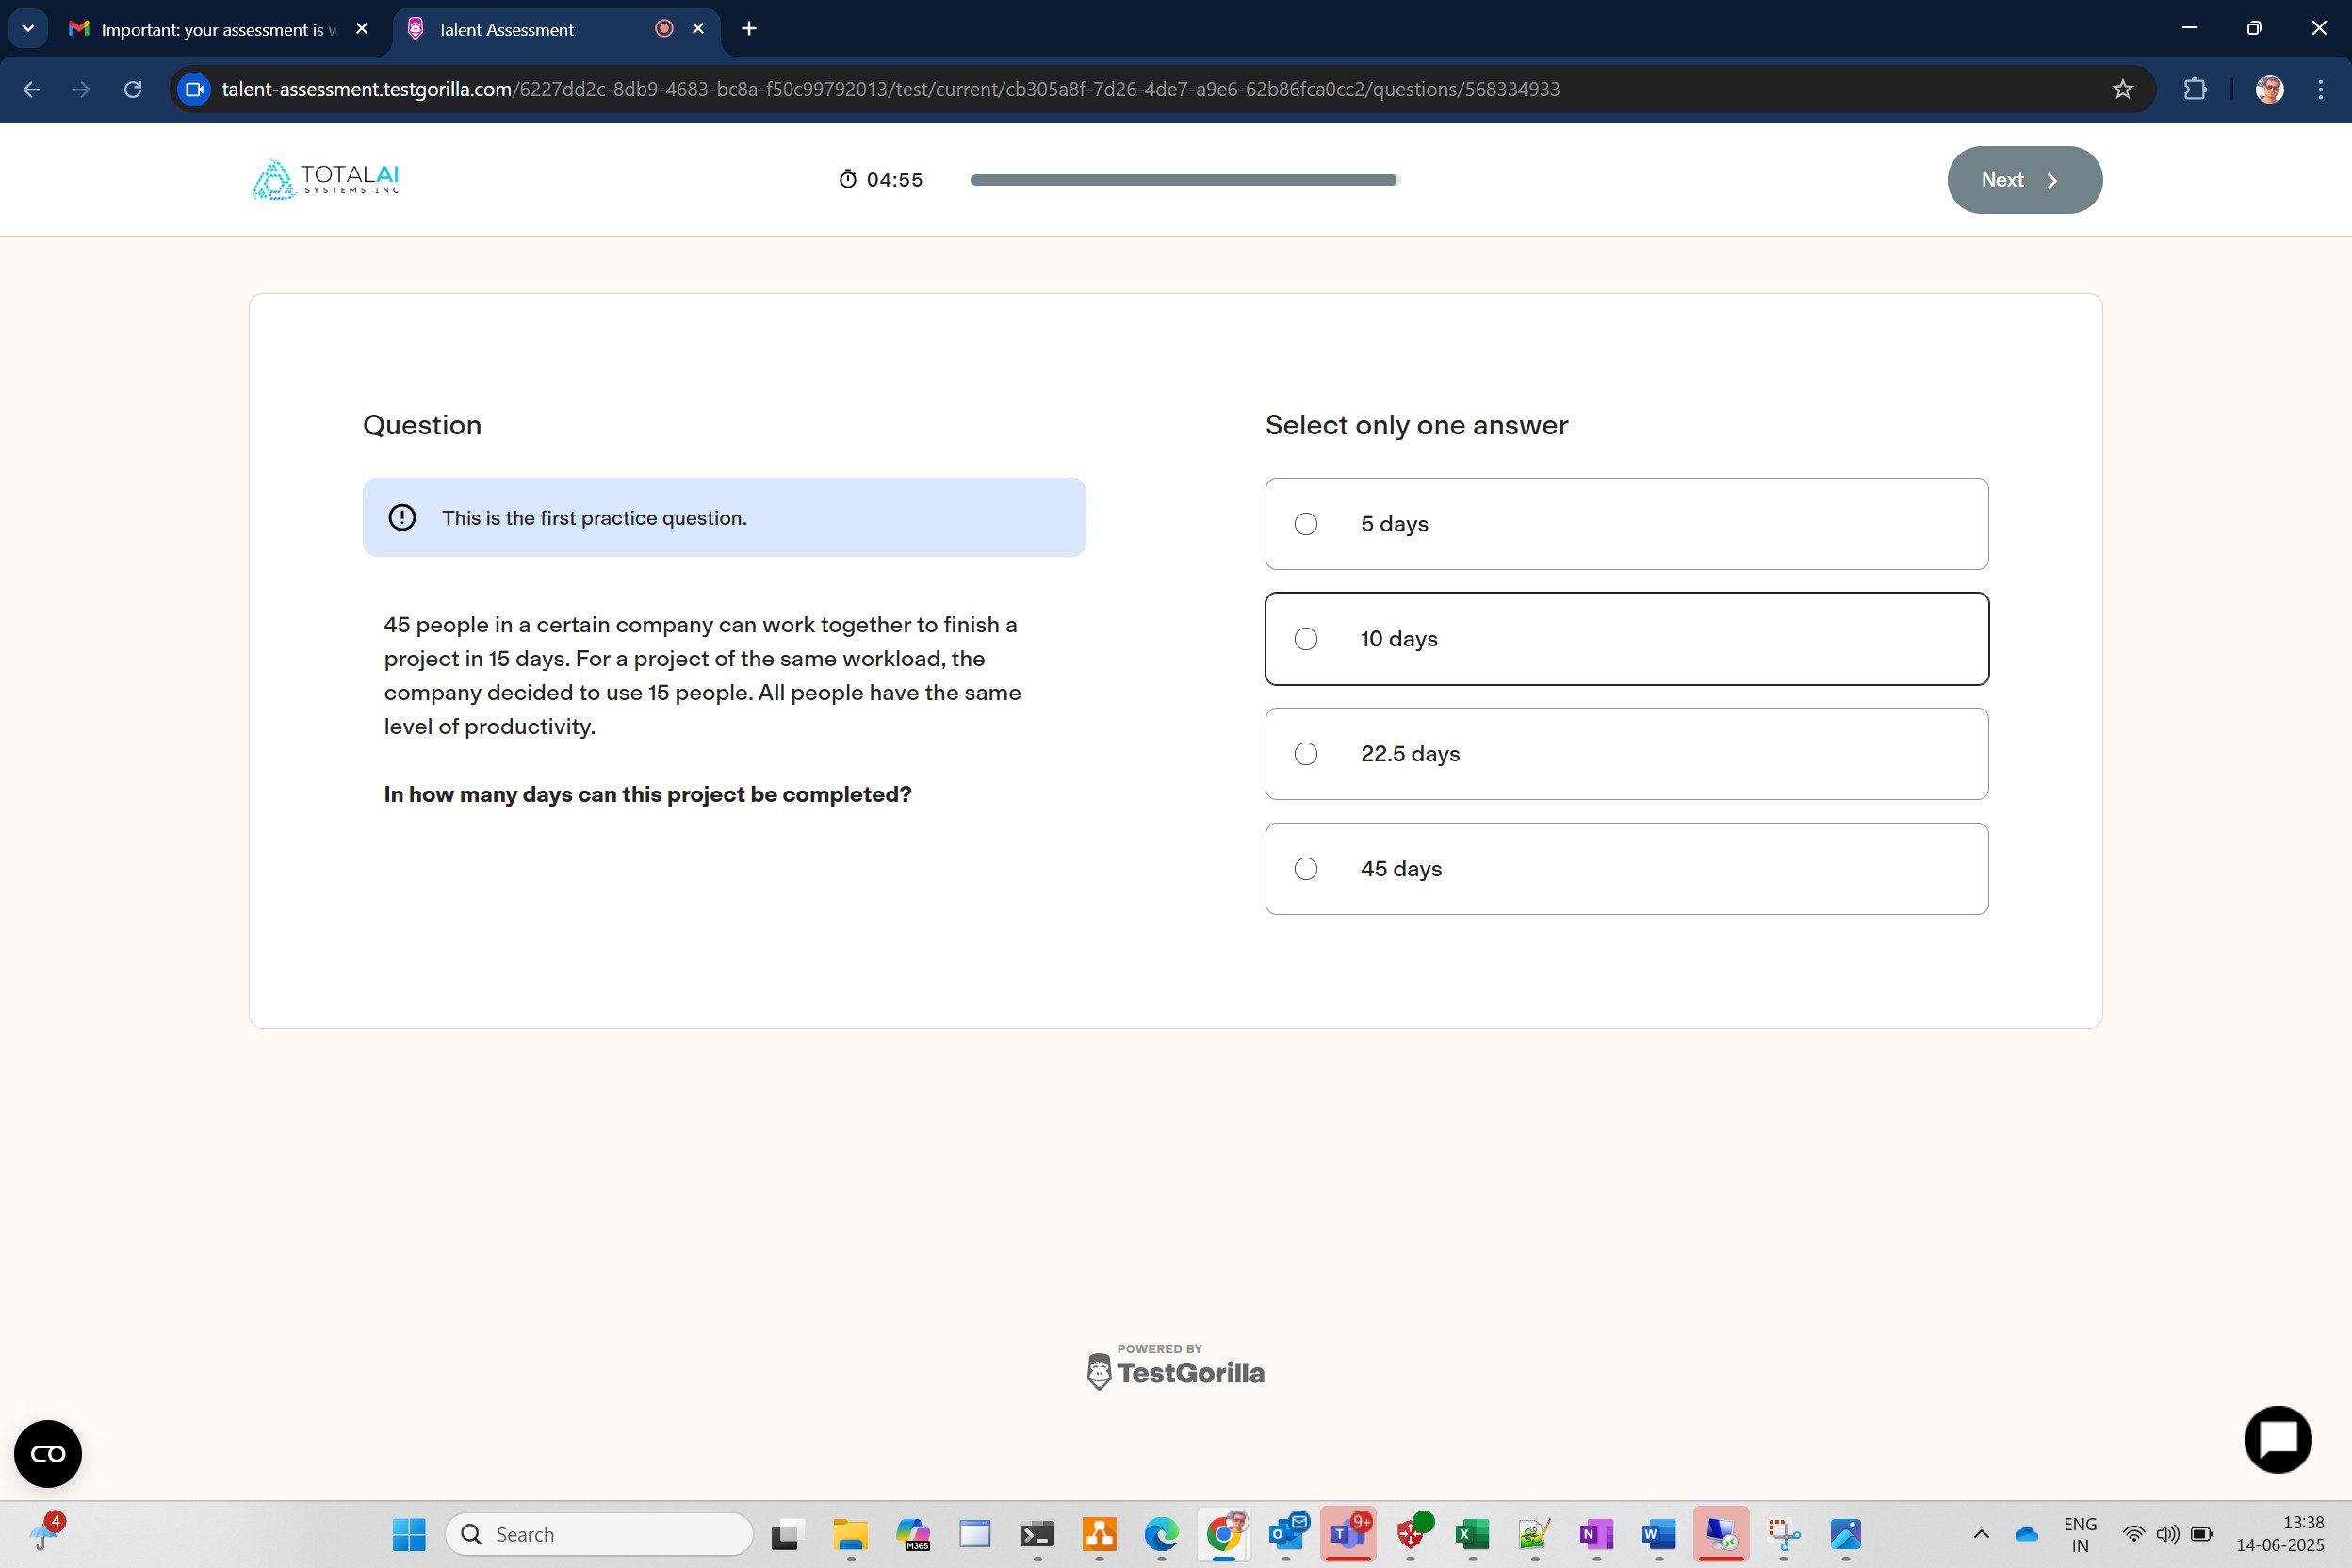 Important: your assessment is w
Talent Assessment
talent-assessment.testgorilla.com/6227dd2c-8db9-4683-bc8a-f50c99792013/test/current/cb305a8f-7d26-4de7-a9e6-62b86fca0cc2/questions/568334933
TOTALAI
SYSTEMS INC
04:55
Next
Question
This is the first practice question.
45 people in a certain company can work together to finish a
project in 15 days. For a project of the same workload, the
company decided to use 15 people. All people have the same
level of productivity.
In how many days can this project be completed?
Select only one answer
5 days
10 days
22.5 days
45 days
POWERED BY
TestGorilla
4
Search
M365
9+
ENG
IN
13:38
14-06-2025